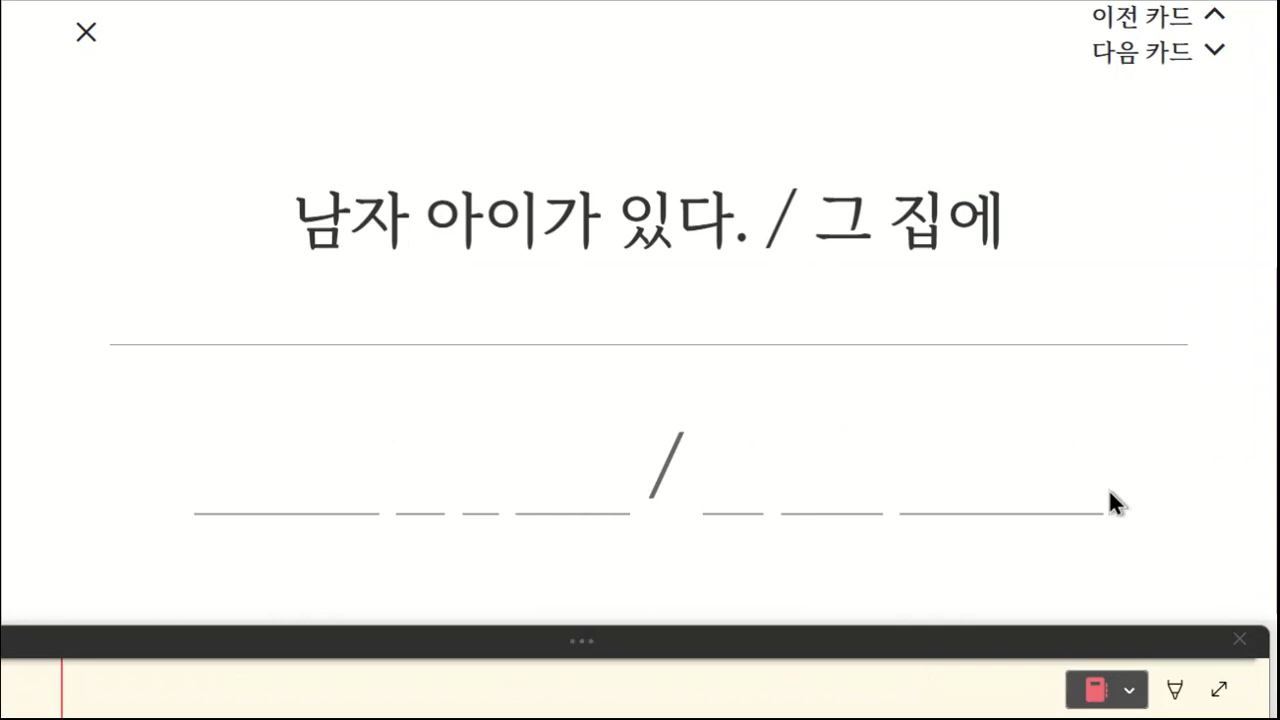 이전 카드
다음 카드
남자 아이가 있다. / 그 집에
/